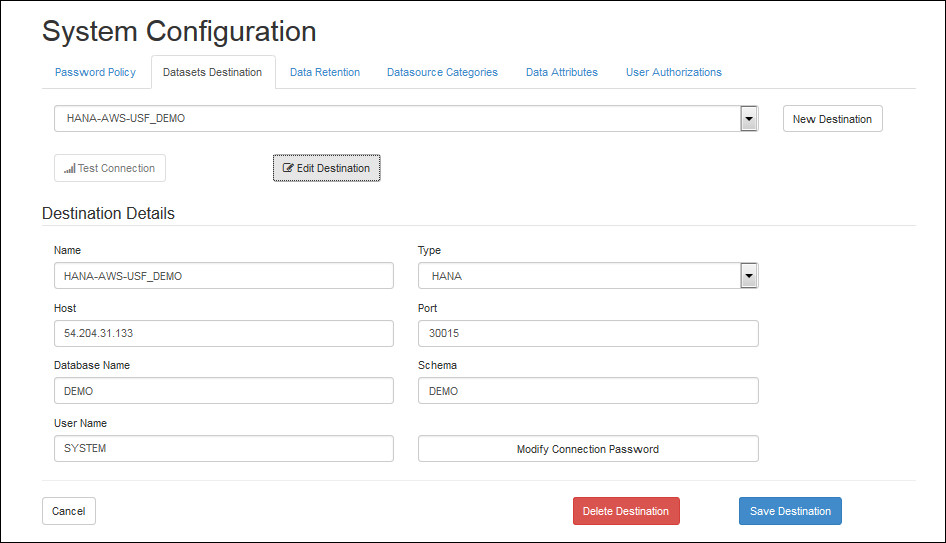 System Configuration
Password Policy Datasets Destination Data Retention Datasource Categories Data Attributes User Authorizations
HANA-AWS-USF_DEMO New Destination
Test Connection Edit Destination
Destination Details
Name Type
HANA-AWS-USF_DEMO HANA
Host Port
54.204.31.133 30015
Database Name Schema
DEMO DEMO
User Name
SYSTEM Modify Connection Password
Cancel Delete Destination Save Destination